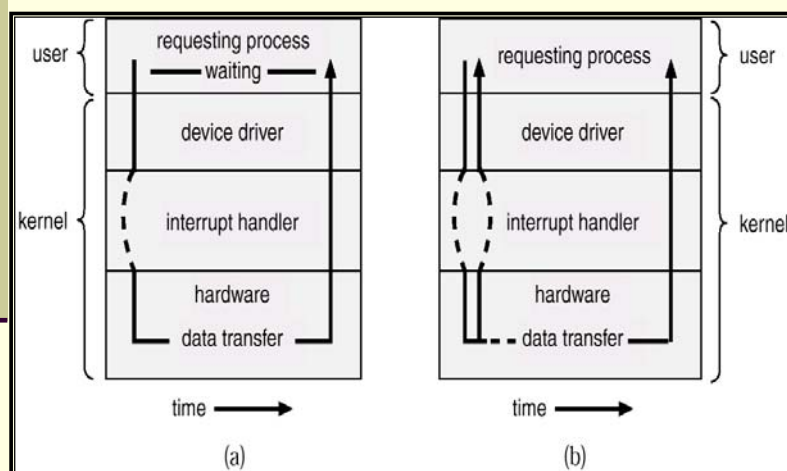 user
requesting process
waiting
device driver
kernel
interrupt handler
hardware
data transfer
time
(a)
requesting process
user
device driver
interrupt handler
kernel
hardware
data transfer
time
(b)